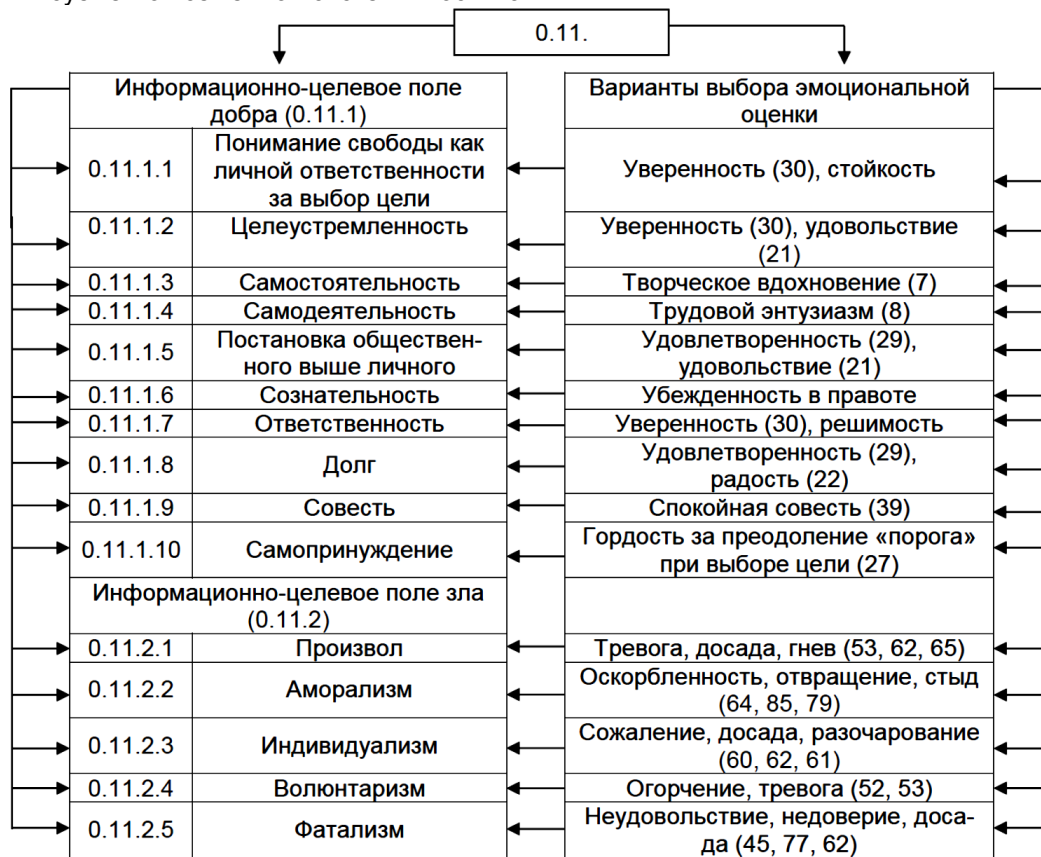 0.11.
Информационно-целевое поле
добра (0.11.1)
Варианты выбора эмоциональной
оценки
0.11.1.1
Понимание свободы как
личной ответственности
за выбор цели
Уверенность (30), стойкость
0.11.1.2
Целеустремленность
Уверенность (30), удовольствие
(21)
0.11.1.3
Самостоятельность
Творческое вдохновение (7)
0.11.1.4
Самодеятельность
Трудовой энтузиазм (8)
0.11.1.5
Постановка обществен-
ного выше личного
Удовлетворенность (29),
удовольствие (21)
0.11.1.6
Сознательность
Убежденность в правоте
0.11.1.7
Ответственность
Уверенность (30), решимость
0.11.1.8
Долг
Удовлетворенность (29),
радость (22)
0.11.1.9
Совесть
Спокойная совесть (39)
0.11.1.10
Самопринуждение
Гордость за преодоление «порога»
при выборе цели (27)
Информационно-целевое поле зла
(0.11.2)
0.11.2.1
Произвол
Тревога, досада, гнев (53, 62, 65)
0.11.2.2
Аморализм
Оскорбленность, отвращение, стыд
(64, 85, 79)
0.11.2.3
Индивидуализм
Сожаление, досада, разочарование
(60, 62, 61)
0.11.2.4
Волюнтаризм
Огорчение, тревога (52, 53)
0.11.2.5
Фатализм
Неудовольствие, недоверие, доса-
да (45, 77, 62)